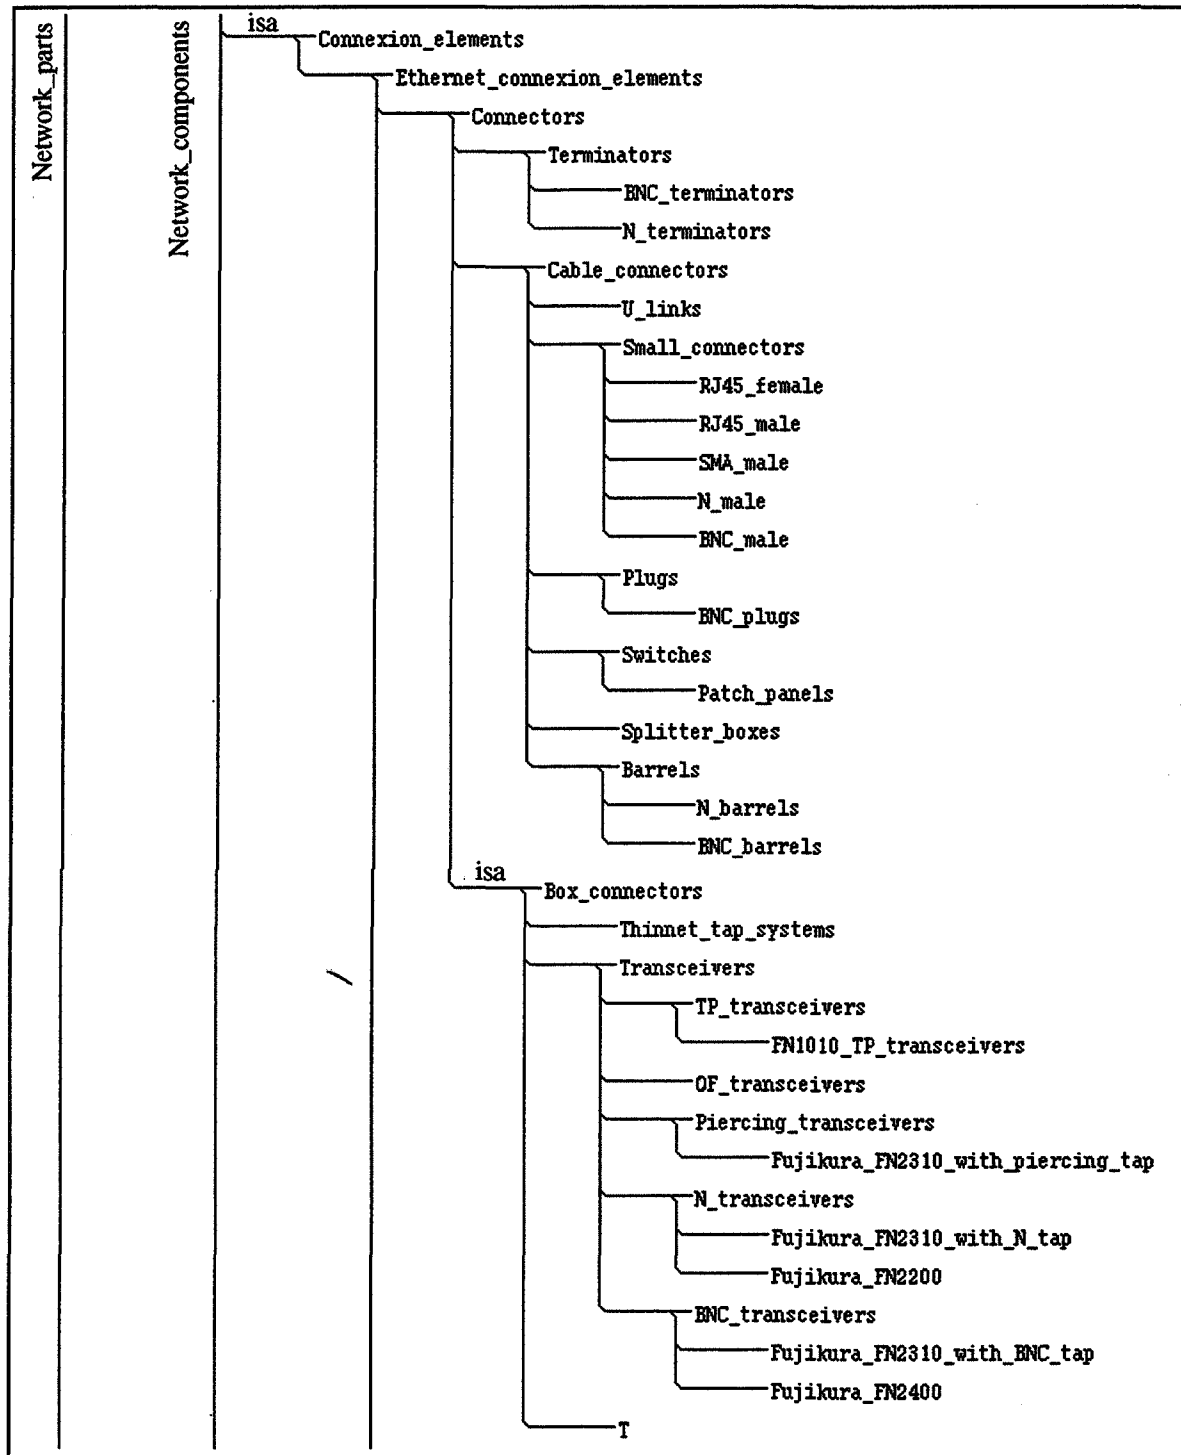 Network_parts
Network_components
isa
Connexion_elements
Ethernet_connexion_elements
Connectors
Terminators
BNC_terminators
N_terminators
Cable_connectors
U_links
Small_connectors
RJ45_female
RJ45_male
SMA_male
N_male
BNC_male
Plugs
BNC_plugs
Switches
Patch_panels
Splitter_boxes
Barrels
N_barrels
BNC_barrels
isa
Box_connectors
Thinnet_tap_systems
Transceivers
TP_transceivers
FN1010_TP_transceivers
OF_transceivers
Piercing_transceivers
Fujikura_FN2310_with_piercing_tap
N_transceivers
Fujikura_FN2310_with_N_tap
Fujikura_FN2200
BNC_transceivers
Fujikura_FN2310_with_BNC_tap
Fujikura_FN2400
T